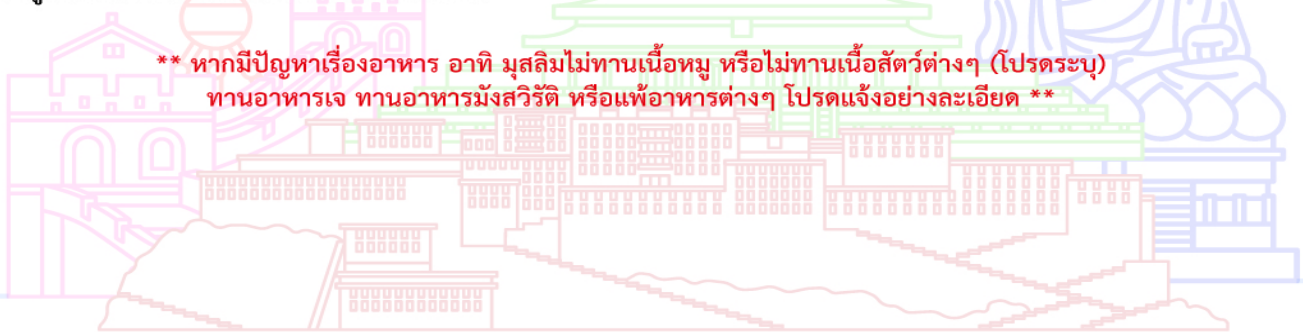 ** หากมีปัญหาเรื่องอาหาร อาทิ มุสลิมไม่ทานเนื้อหมู หรือไม่ทานเนื้อสัตว์ต่างๆ (โปรดระบุ)
ทานอาหารเจ ทานอาหารมังสวิรัติ หรือแพ้อาหารต่างๆ โปรดแจ้งอย่างละเอียด **